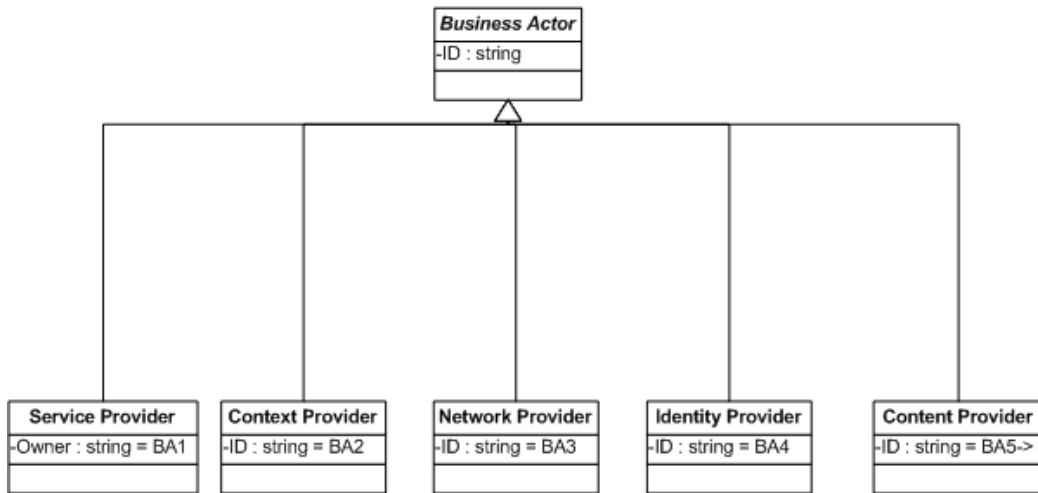 Business Actor
-ID : string
Service Provider
-Owner : string = BA1
Context Provider
-ID : string = BA2
Network Provider
-ID : string = BA3
Identity Provider
-ID : string = BA4
Content Provider
-ID : string = BA5->